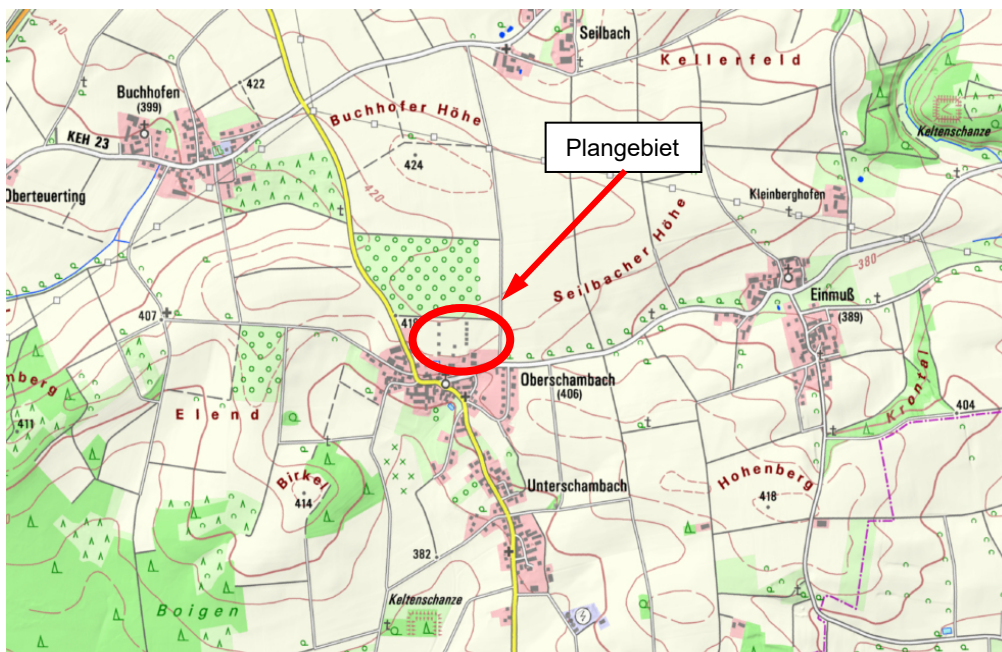 410
Seilbach
Kellerfeld
422
Buchhofen
(399)
Buchhofer Höhe
KEH 23
Keltenschanze
Plangebiet
424
Oberteuerting
420
Kleinberghofen
Seilbacher Höhe
380
Einmuß
(389)
407
Oberschambach
(406)
Krontal
Elend
404
411
Birkel
414
Unterschambach
Hohenberg
418
382
Keltenschanze
Boigen